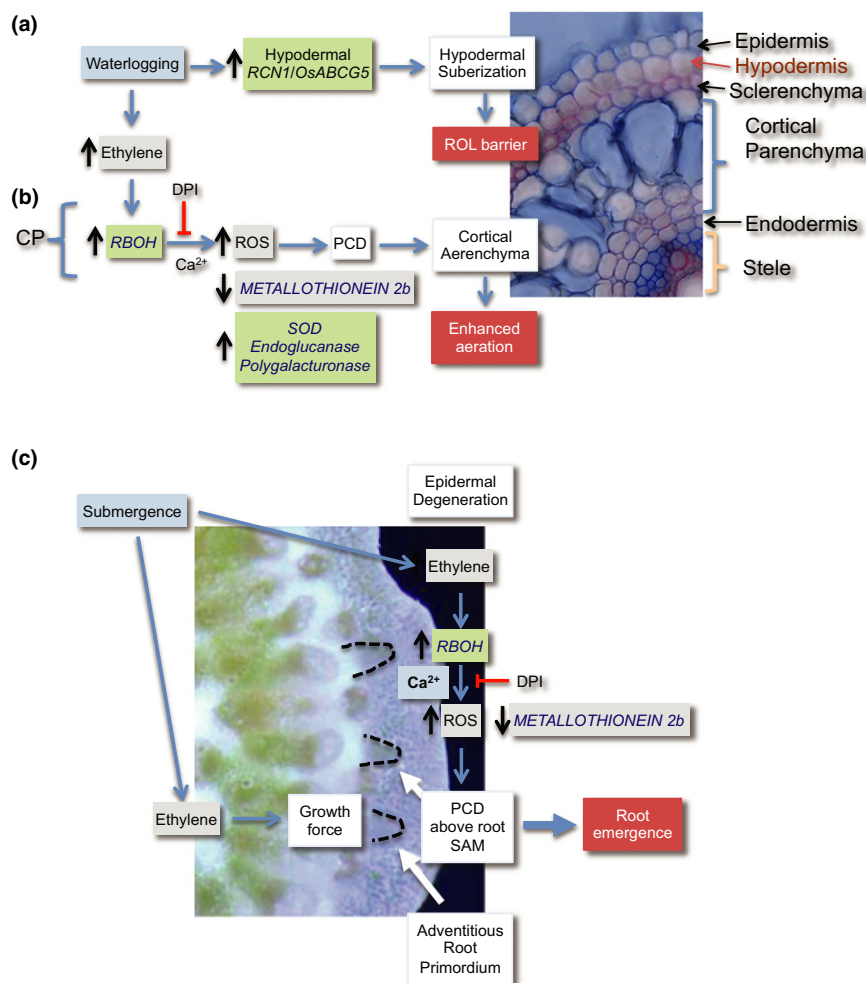 (a)
Waterlogging
Hypodermal
RCN1/OsABCG5
Hypodermal
Suberization
Epidermis
Hypodermis
Sclerenchyma
Cortical
Parenchyma
Endodermis
Stele
ROL barrier
Ethylene
(b)
CP
RBOH
DPI
Ca²⁺
ROS
PCD
Cortical
Aerenchyma
METALLOTHIONEIN 2b
SOD
Endoglucanase
Polygalacturonase
Enhanced
aeration
(c)
Epidermal
Degeneration
Submergence
Ethylene
RBOH
Ca²⁺
DPI
ROS
METALLOTHIONEIN 2b
Ethylene
Growth
force
PCD
above root
SAM
Root
emergence
Adventitious
Root
Primordium